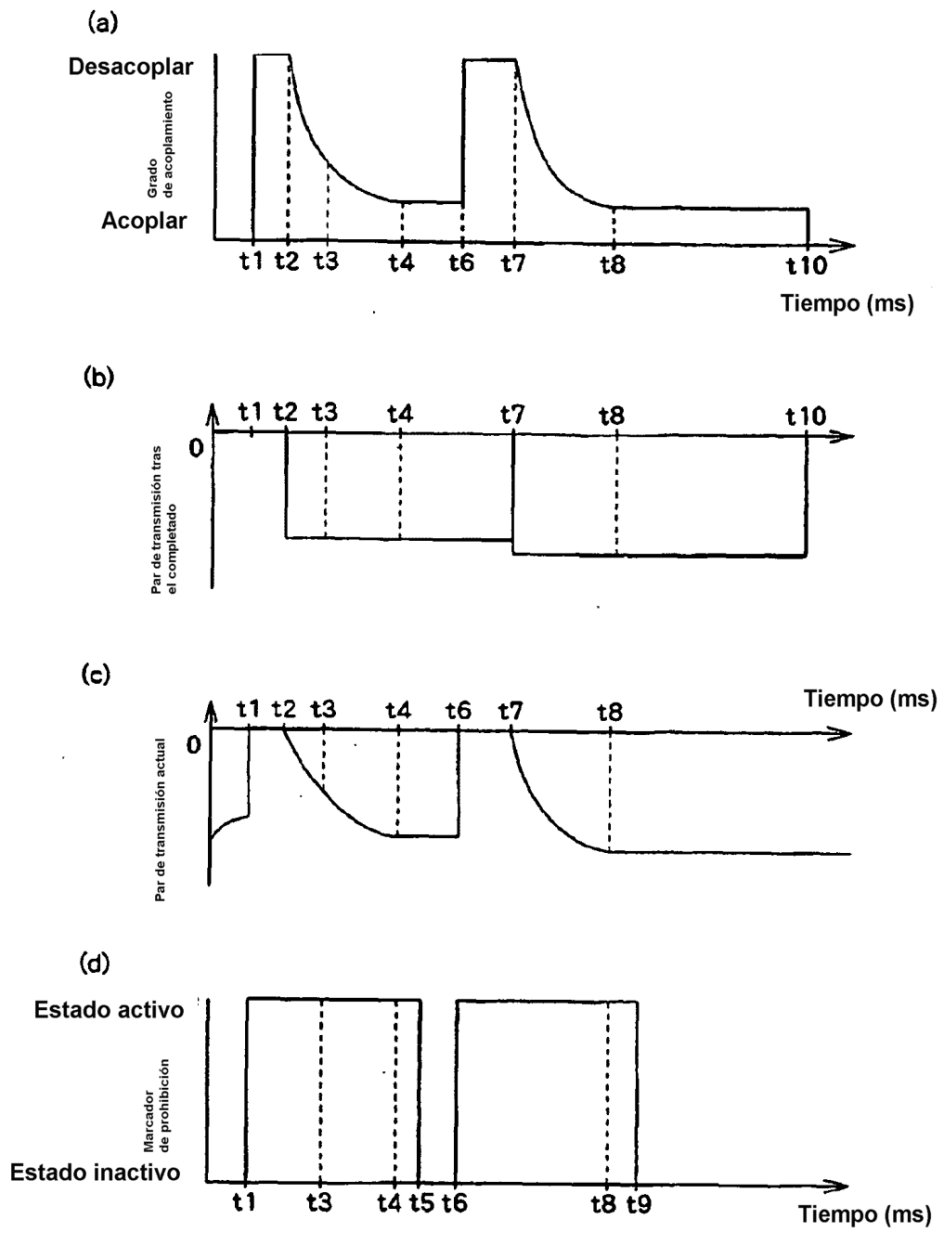 (a)
Desacoplar
Grado
de acoplamiento
Acoplar
t1 t2 t3 t4 t6 t7 t8 t10
Tiempo (ms)
(b)
t1 t2 t3 t4 t7 t8 t10
0
Par de transmisión tras
el completado
(c)
Tiempo (ms)
t1 t2 t3 t4 t6 t7 t8
0
Par de transmisión actual
(d)
Estado activo
Marcador
de prohibición
Estado inactivo
t1 t3 t4 t5 t6 t8 t9
Tiempo (ms)